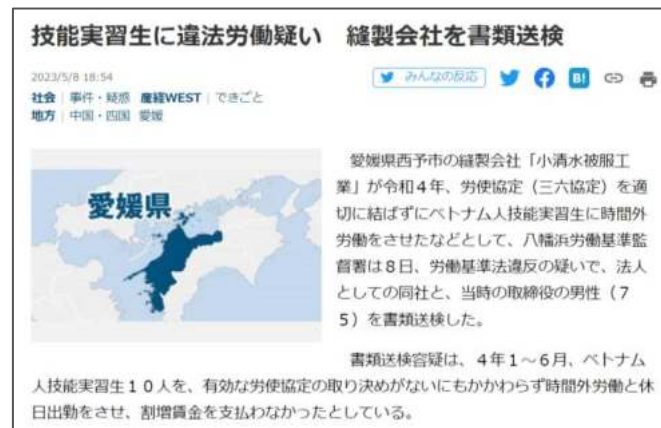 技能実習生に違法労働疑い 縫製会社を書類送検
2023/5/8 18:54
みんなの反応
B!
社会 | 事件・疑惑 産経WEST | できごと
地方 | 中国・四国 愛媛
愛媛県
愛媛県西予市の縫製会社「小清水被服工
業」が令和4年、労使協定（三六協定）を適
切に結ばずにベトナム人技能実習生に時間外
労働をさせたなどとして、八幡浜労働基準監
督署は8日、労働基準法違反の疑いで、法人
としての同社と、当時の取締役の男性（７
５）を書類送検した。
書類送検容疑は、４年１～６月、ベトナム
人技能実習生１０人を、有効な労使協定の取り決めがないにもかかわらず時間外労働と休
日出勤をさせ、割増賃金を支払わなかったとしている。